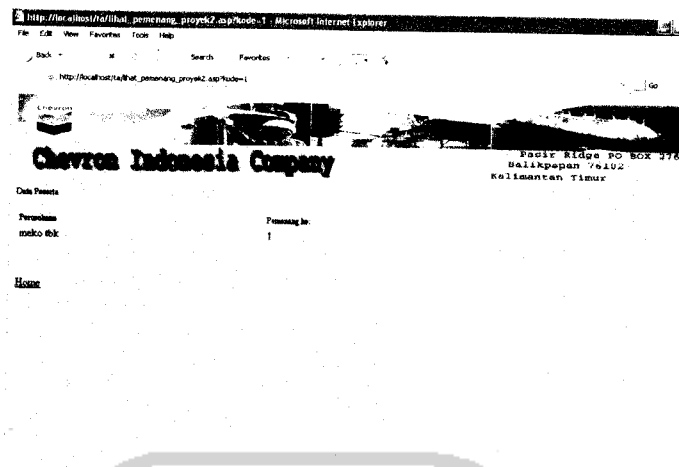 http://localhost/ta/lihat_pemenang_proyek2.asp?kode=1 - Microsoft Internet Explorer
File Edit View Favorites Tools Help
Back Search Favorites
http://localhost/ta/lihat_pemenang_proyek2.asp?kode=1 Go
Chevron
Chevron Indonesia Company
Pasir Ridge PO BOX 276
Balikpapan 76102
Kalimantan Timur
Data Peserta
Perusahaan Pemenang ke:
meko tbk 1
Home